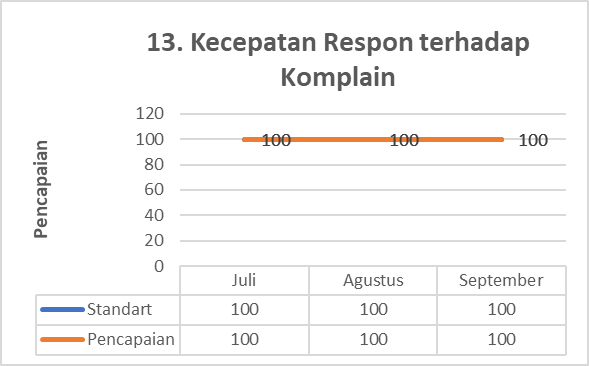 13. Kecepatan Respon terhadap
Komplain
Pencapaian
120
100
80
60
40
20
0
100 100 100
Juli Agustus September
Standart 100 100 100
Pencapaian 100 100 100